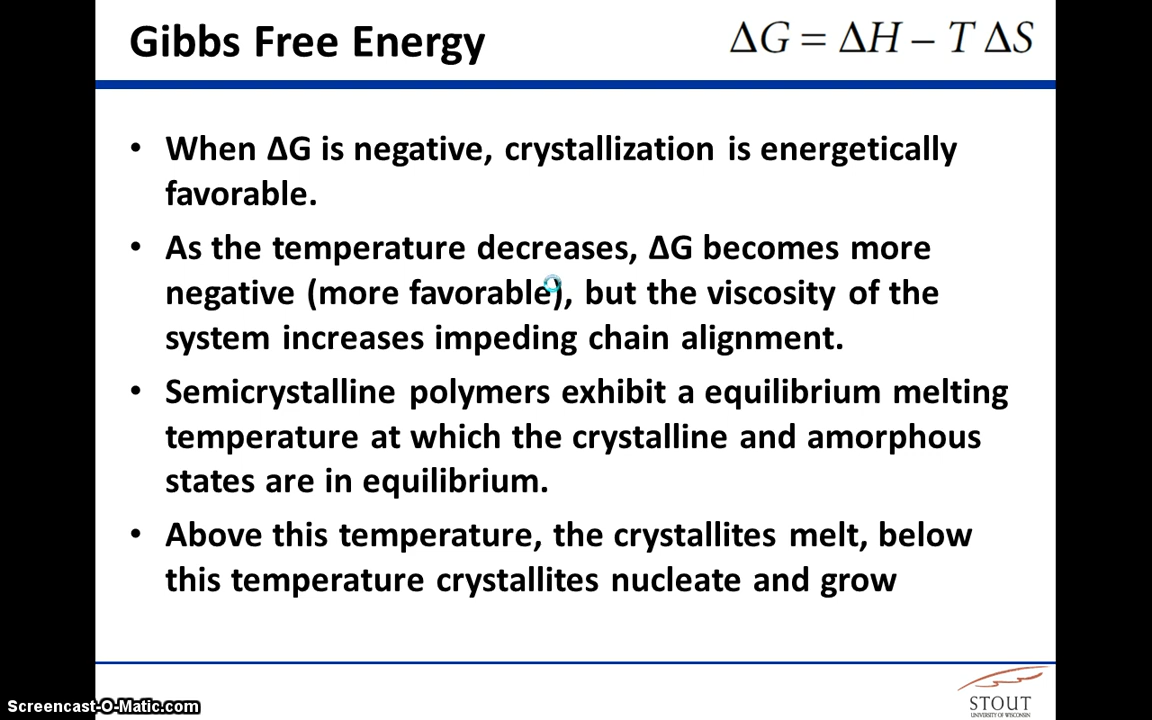 Gibbs Free Energy
ΔG = ΔH – T ΔS
• When ΔG is negative, crystallization is energetically
favorable.
• As the temperature decreases, ΔG becomes more
negative (more favorable), but the viscosity of the
system increases impeding chain alignment.
• Semicrystalline polymers exhibit a equilibrium melting
temperature at which the crystalline and amorphous
states are in equilibrium.
• Above this temperature, the crystallites melt, below
this temperature crystallites nucleate and grow
STOUT
UNIVERSITY OF WISCONSIN
Screencast-O-Matic.com